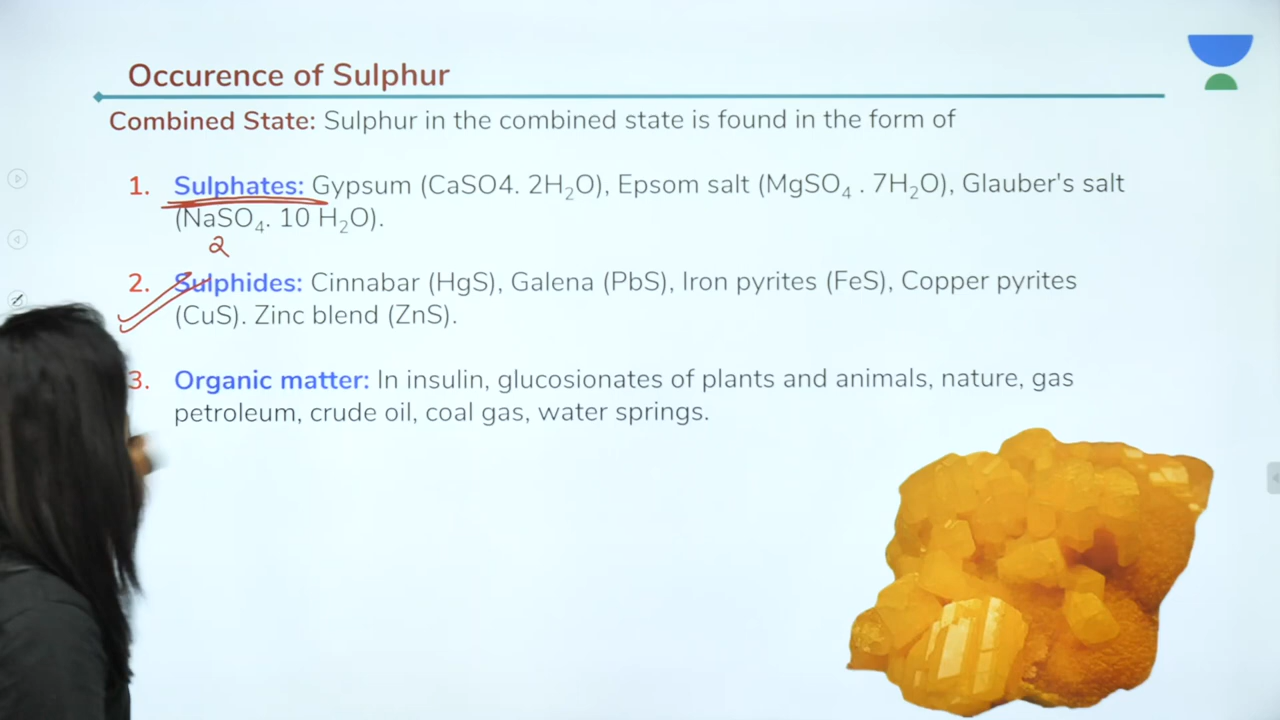 Occurence of Sulphur
Combined State: Sulphur in the combined state is found in the form of
1. Sulphates: Gypsum (CaSO4. 2H₂O), Epsom salt (MgSO₄ . 7H₂O), Glauber's salt
(NaSO₄. 10 H₂O).
2
2. Sulphides: Cinnabar (HgS), Galena (PbS), Iron pyrites (FeS), Copper pyrites
(CuS). Zinc blend (ZnS).
3. Organic matter: In insulin, glucosionates of plants and animals, nature, gas
petroleum, crude oil, coal gas, water springs.